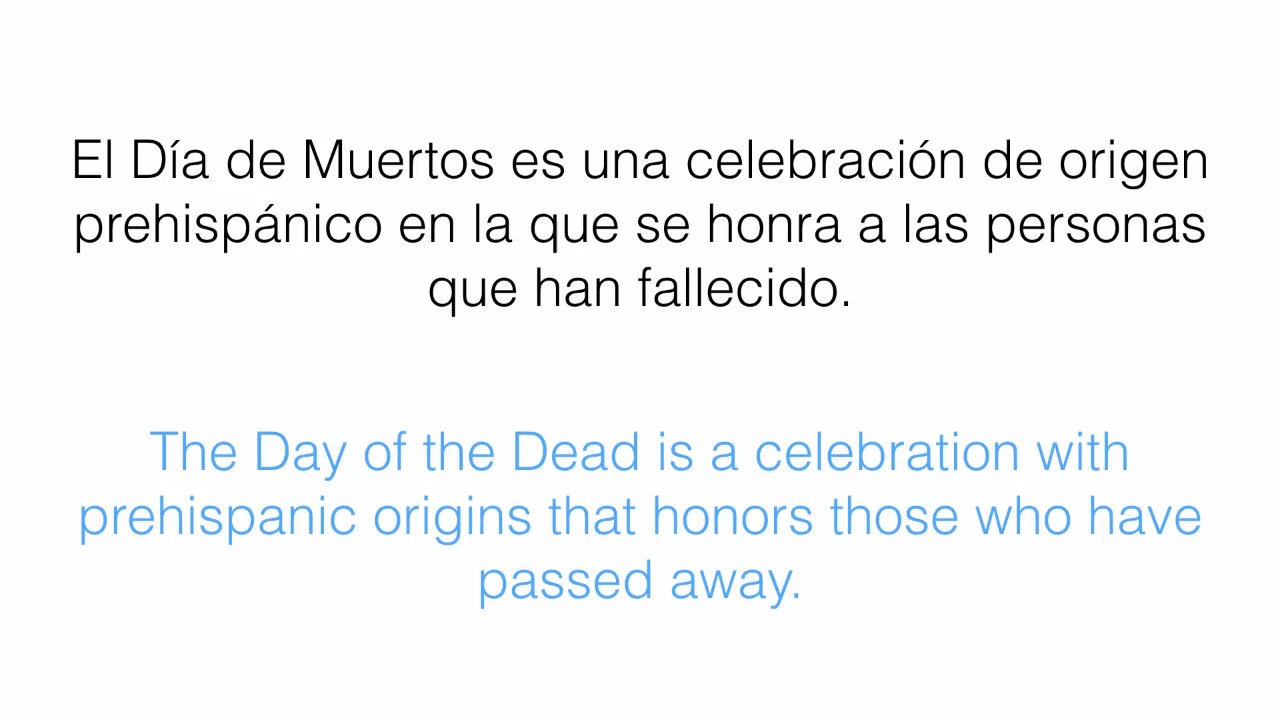 El Día de Muertos es una celebración de origen
prehispánico en la que se honra a las personas
que han fallecido.
The Day of the Dead is a celebration with
prehispanic origins that honors those who have
passed away.